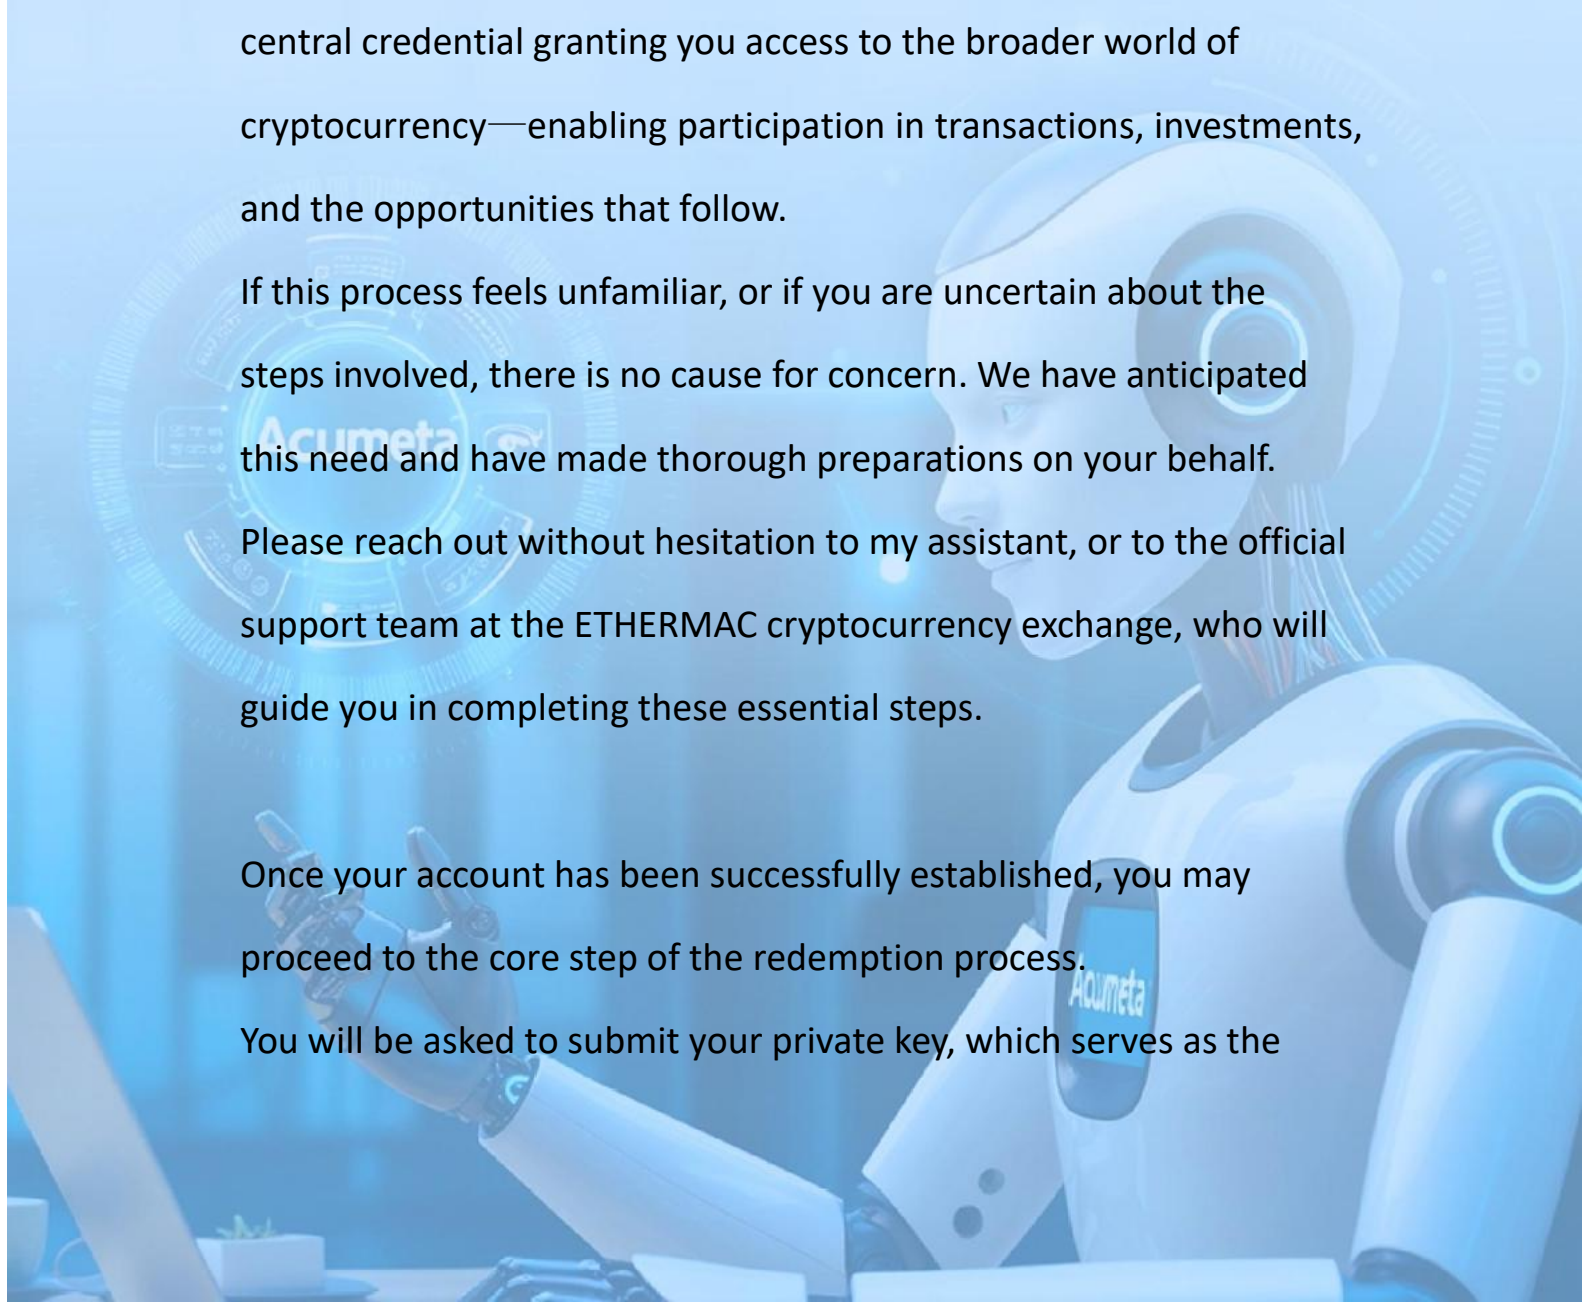 central credential granting you access to the broader world of
cryptocurrency—enabling participation in transactions, investments,
and the opportunities that follow.
If this process feels unfamiliar, or if you are uncertain about the
steps involved, there is no cause for concern. We have anticipated
Acumeta
this need and have made thorough preparations on your behalf.
Please reach out without hesitation to my assistant, or to the official
support team at the ETHERMAC cryptocurrency exchange, who will
guide you in completing these essential steps.
Once your account has been successfully established, you may
proceed to the core step of the redemption process.
Acumeta
You will be asked to submit your private key, which serves as the